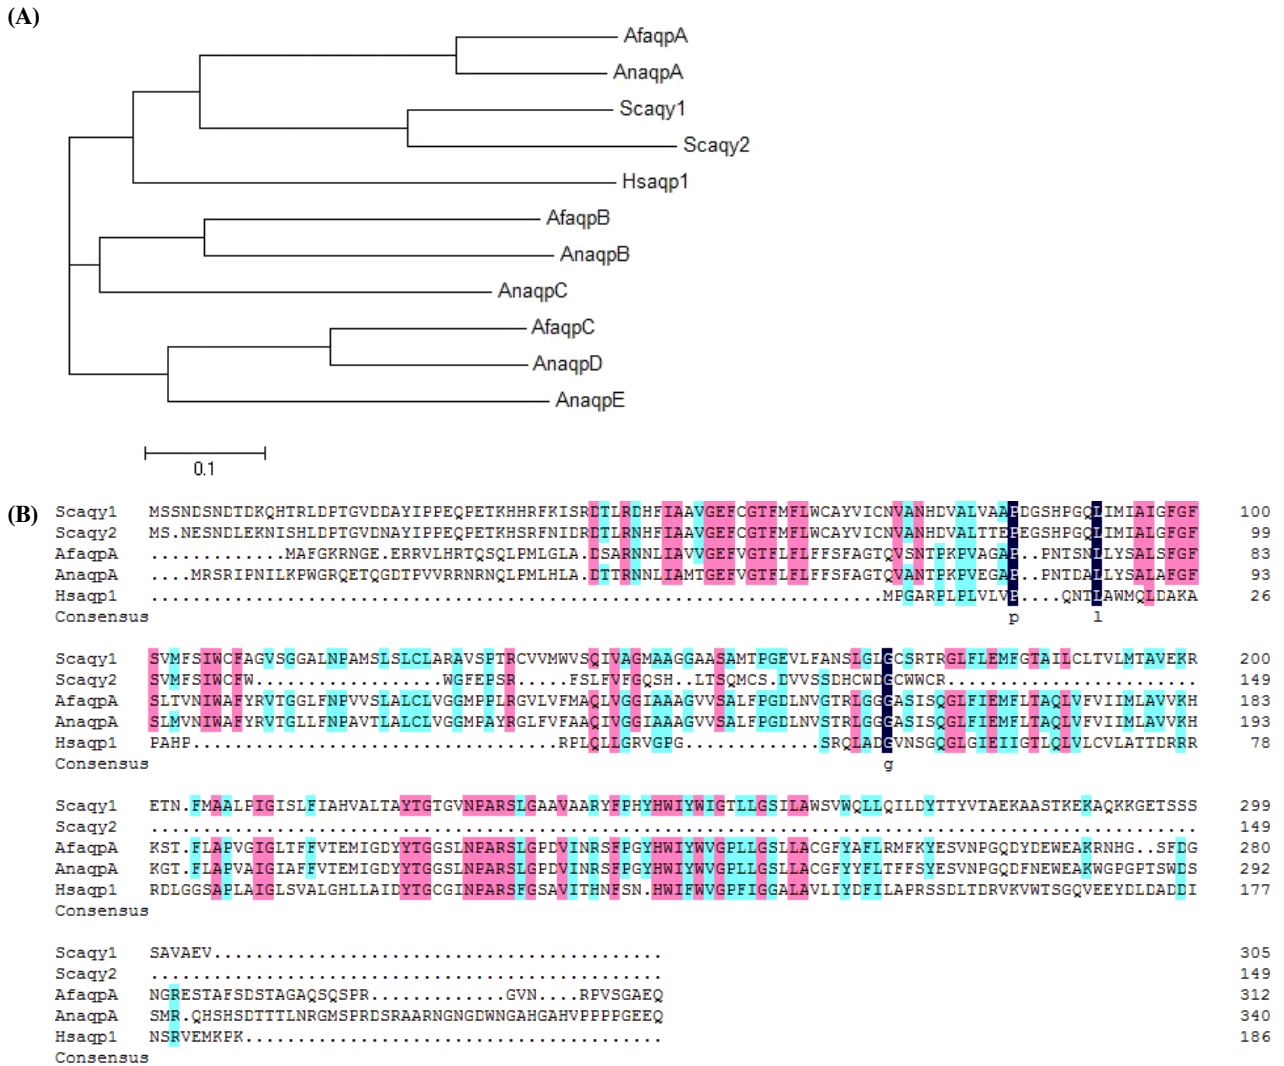 (A)
AfaqpA
AnaqpA
Scaqy1
Scaqy2
Hsaqp1
AfaqpB
AnaqpB
AnaqpC
AfaqpC
AnaqpD
AnaqpE
0.1
(B)
Scaqy1 MSSNDSNDTDKQHTRLDPTGVDDAYIPPEQPETKHHRFKISRDTLRDHFIAAVGEFCGTFMFLWCAYVICNVANHDVALVAAPDGSHPGQLIMIAIGFGF 100
Scaqy2 MS.NESNDLEKNISHLDPTGVDNAYIPPEQPETKHSRFNIDRDTLRNHFIAAVGEFCGTFMFLWCAYVICNVANHDVALTTEPEGSHPGQLIMIALGFGF 99
AfaqpA .............MAFGKRNGE.ERRVLHRTQSQLPMLGLA.DSARNNLIAVVGEFVGTFLFLFFSFAGTQVSNTPKPVAGAP..PNTSNLLYSALSFGF 83
AnaqpA ....MRSRIPNILKPWGRQETQGDTPVVRRNRNQLPMLHLA.DTTRNNLIAMTGEFVGTFLFLFFSFAGTQVANTPKPVEGAP..PNTDALLYSALAFGF 93
Hsaqp1 ......................................................................MPGARPLPLVLVP....QNTLAWMQLDAKA 26
Consensus p l
Scaqy1 SVMFSIWCFAGVSGGALNPAMSLSLCLARAVSPTRCVVMWVSQIVAGMAAGGAASAMTPGEVLFANSLGLGCSRTRGLFLEMFGTAILCLTVLMTAVEKR 200
Scaqy2 SVMFSIWCFW..................WGFEPSR.....FSLFVFGQSH..LTSQMCS.DVVSSDHCWDGCWWCR........................ 149
AfaqpA SLTVNIWAFYRVTGGLFNPVVSLALCLVGGMPPLRGVLVFMAQLVGGIAAAGVVSALFPGDLNVGTRLGGGASISQGLFIEMFLTAQLVFVIIMLAVVKH 183
AnaqpA SLMVNIWAFYRVTGLLFNPAVTLALCLVGGMPAYRGLFVFAAQIVGGIAAAGVVSALFPGDLNVSTRLGGGASISQGLFIEMFLTAQLVFVIIMLAVVKH 193
Hsaqp1 PAHP...................................RPLQLLGRVGPG.............SRQLADGVNSGQGLGIEIIGTLQLVLCVLATTDRRR 78
Consensus g
Scaqy1 ETN.FMAALPIGISLFIAHVALTAYTGTGVNPARSLGAAVAARYFPHYHWIYWIGTLLGSILAWSVWQLLQILDYTTYVTAEKAASTKEKAQKKGETSSS 299
Scaqy2 .................................................................................................... 149
AfaqpA KST.FLAPVGIGLTFFVTEMIGDYYTGGSLNPARSLGPDVINRSFPGYHWIYWVGPLLGSLLACGFYAFLRMFKYESVNPGQDYDEWEAKRNHG..SFDG 280
AnaqpA KGT.FLAPVAIGIAFFVTEMIGDYYTGGSLNPARSLGPDVINRSFPGYHWIYWVGPLLGSLLACGFYYFLTFFSYESVNPGQDFNEWEAKWGPGPTSWDS 292
Hsaqp1 RDLGGSAPLAIGLSVALGHLLAIDYTGCGINPARSFGSAVITHNFSN.HWIFWVGPFIGGALAVLIYDFILAPRSSDLTDRVKVWTSGQVEEYDLDADDI 177
Consensus
Scaqy1 SAVAEV........................................... 305
Scaqy2 ................................................. 149
AfaqpA NGRESTAFSDSTAGAQSQSPR.............GVN....RPVSGAEQ 312
AnaqpA SMR.QHSHSDTTTLNRGMSPRDSRAARNGNGDWNGAHGAHVPPPPGEEQ 340
Hsaqp1 NSRVEMKPK........................................ 186
Consensus